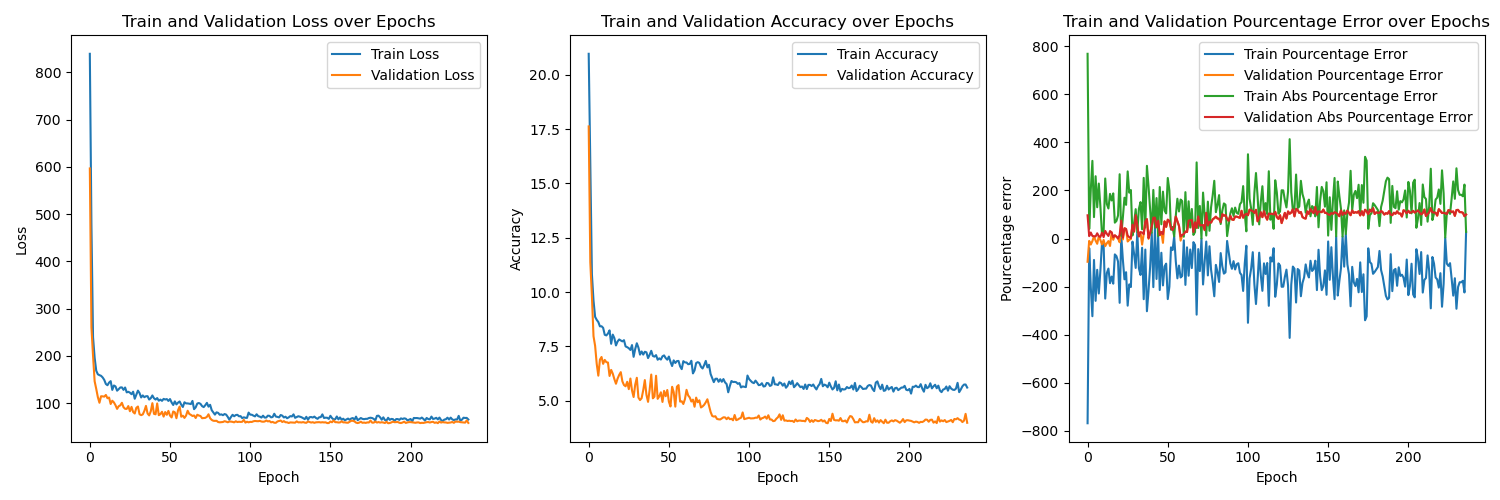 Train and Validation Loss over Epochs
Train Loss
Validation Loss
800
700
600
500
400
300
200
100
Loss
0
50
100
150
200
Epoch
Train and Validation Accuracy over Epochs
Train Accuracy
Validation Accuracy
20.0
17.5
15.0
12.5
10.0
7.5
5.0
Accuracy
0
50
100
150
200
Epoch
Train and Validation Pourcentage Error over Epochs
Train Pourcentage Error
Validation Pourcentage Error
Train Abs Pourcentage Error
Validation Abs Pourcentage Error
800
600
400
200
0
−200
−400
−600
−800
Pourcentage error
0
50
100
150
200
Epoch